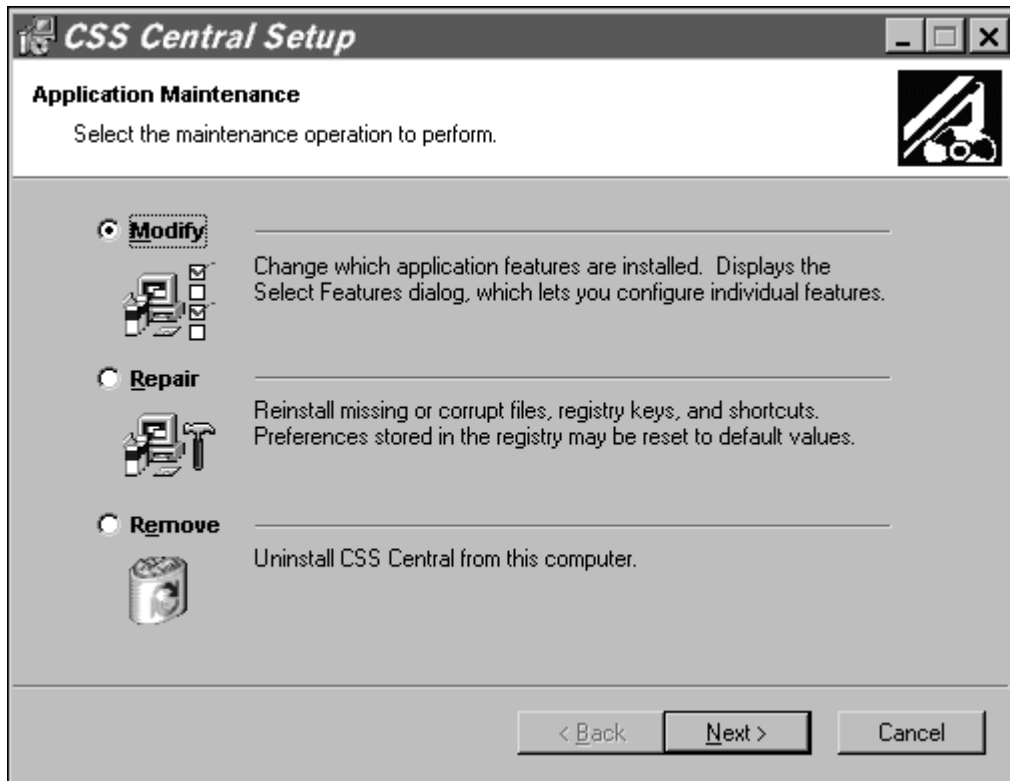 CSS Central Setup
Application Maintenance
Select the maintenance operation to perform.
Modify
Change which application features are installed.  Displays the
Select Features dialog, which lets you configure individual features.
Repair
Reinstall missing or corrupt files, registry keys, and shortcuts.
Preferences stored in the registry may be reset to default values.
Remove
Uninstall CSS Central from this computer.
< Back
Next >
Cancel